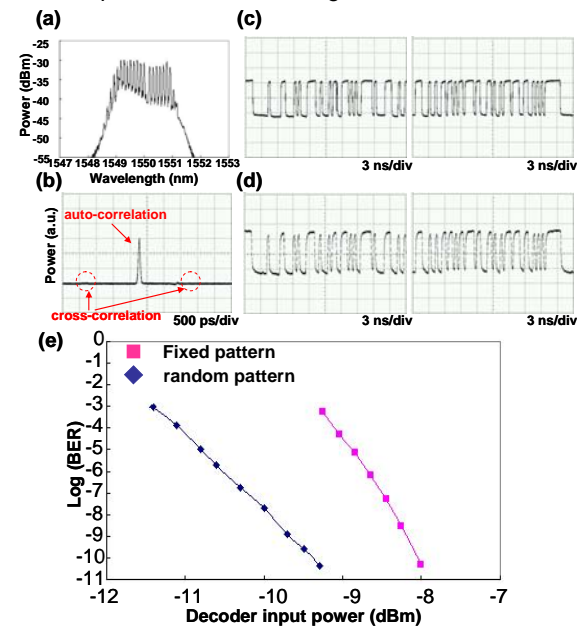 (a)
Power (dBm)
-25
-30
-35
-40
-45
-50
-55
1547 1548 1549 1550 1551 1552 1553
Wavelength (nm)
(c)
3 ns/div
3 ns/div
(b)
Power (a.u.)
auto-correlation
cross-correlation
500 ps/div
(d)
3 ns/div
3 ns/div
(e)
Fixed pattern
random pattern
Log (BER)
0
-1
-2
-3
-4
-5
-6
-7
-8
-9
-10
-11
-12 -11 -10 -9 -8 -7
Decoder input power (dBm)